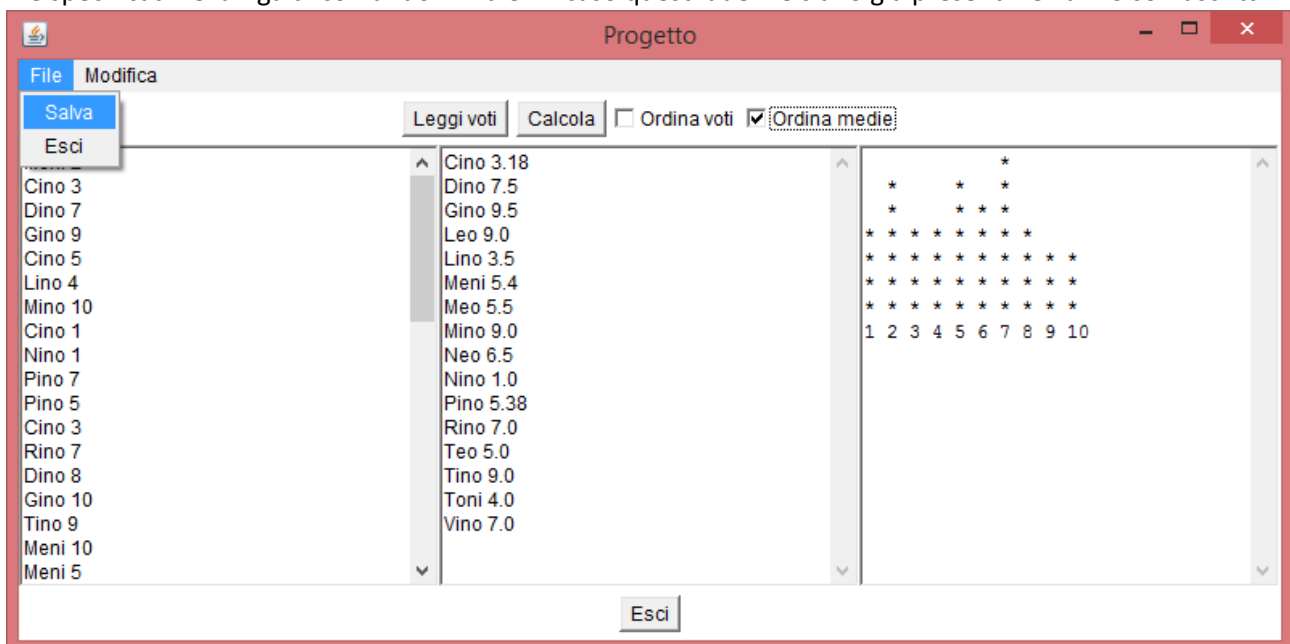 Progetto
File Modifica
Salva
Esci
Leggi voti Calcola Ordina voti Ordina medie
Cino 3
Dino 7
Gino 9
Cino 5
Lino 4
Mino 10
Cino 1
Nino 1
Pino 7
Pino 5
Cino 3
Rino 7
Dino 8
Gino 10
Tino 9
Meni 10
Meni 5
Cino 3.18
Dino 7.5
Gino 9.5
Leo 9.0
Lino 3.5
Meni 5.4
Meo 5.5
Mino 9.0
Neo 6.5
Nino 1.0
Pino 5.38
Rino 7.0
Teo 5.0
Tino 9.0
Toni 4.0
Vino 7.0
*
* * *
* * * *
* * * * * * * *
* * * * * * * * * *
* * * * * * * * * *
* * * * * * * * * *
1 2 3 4 5 6 7 8 9 10
Esci